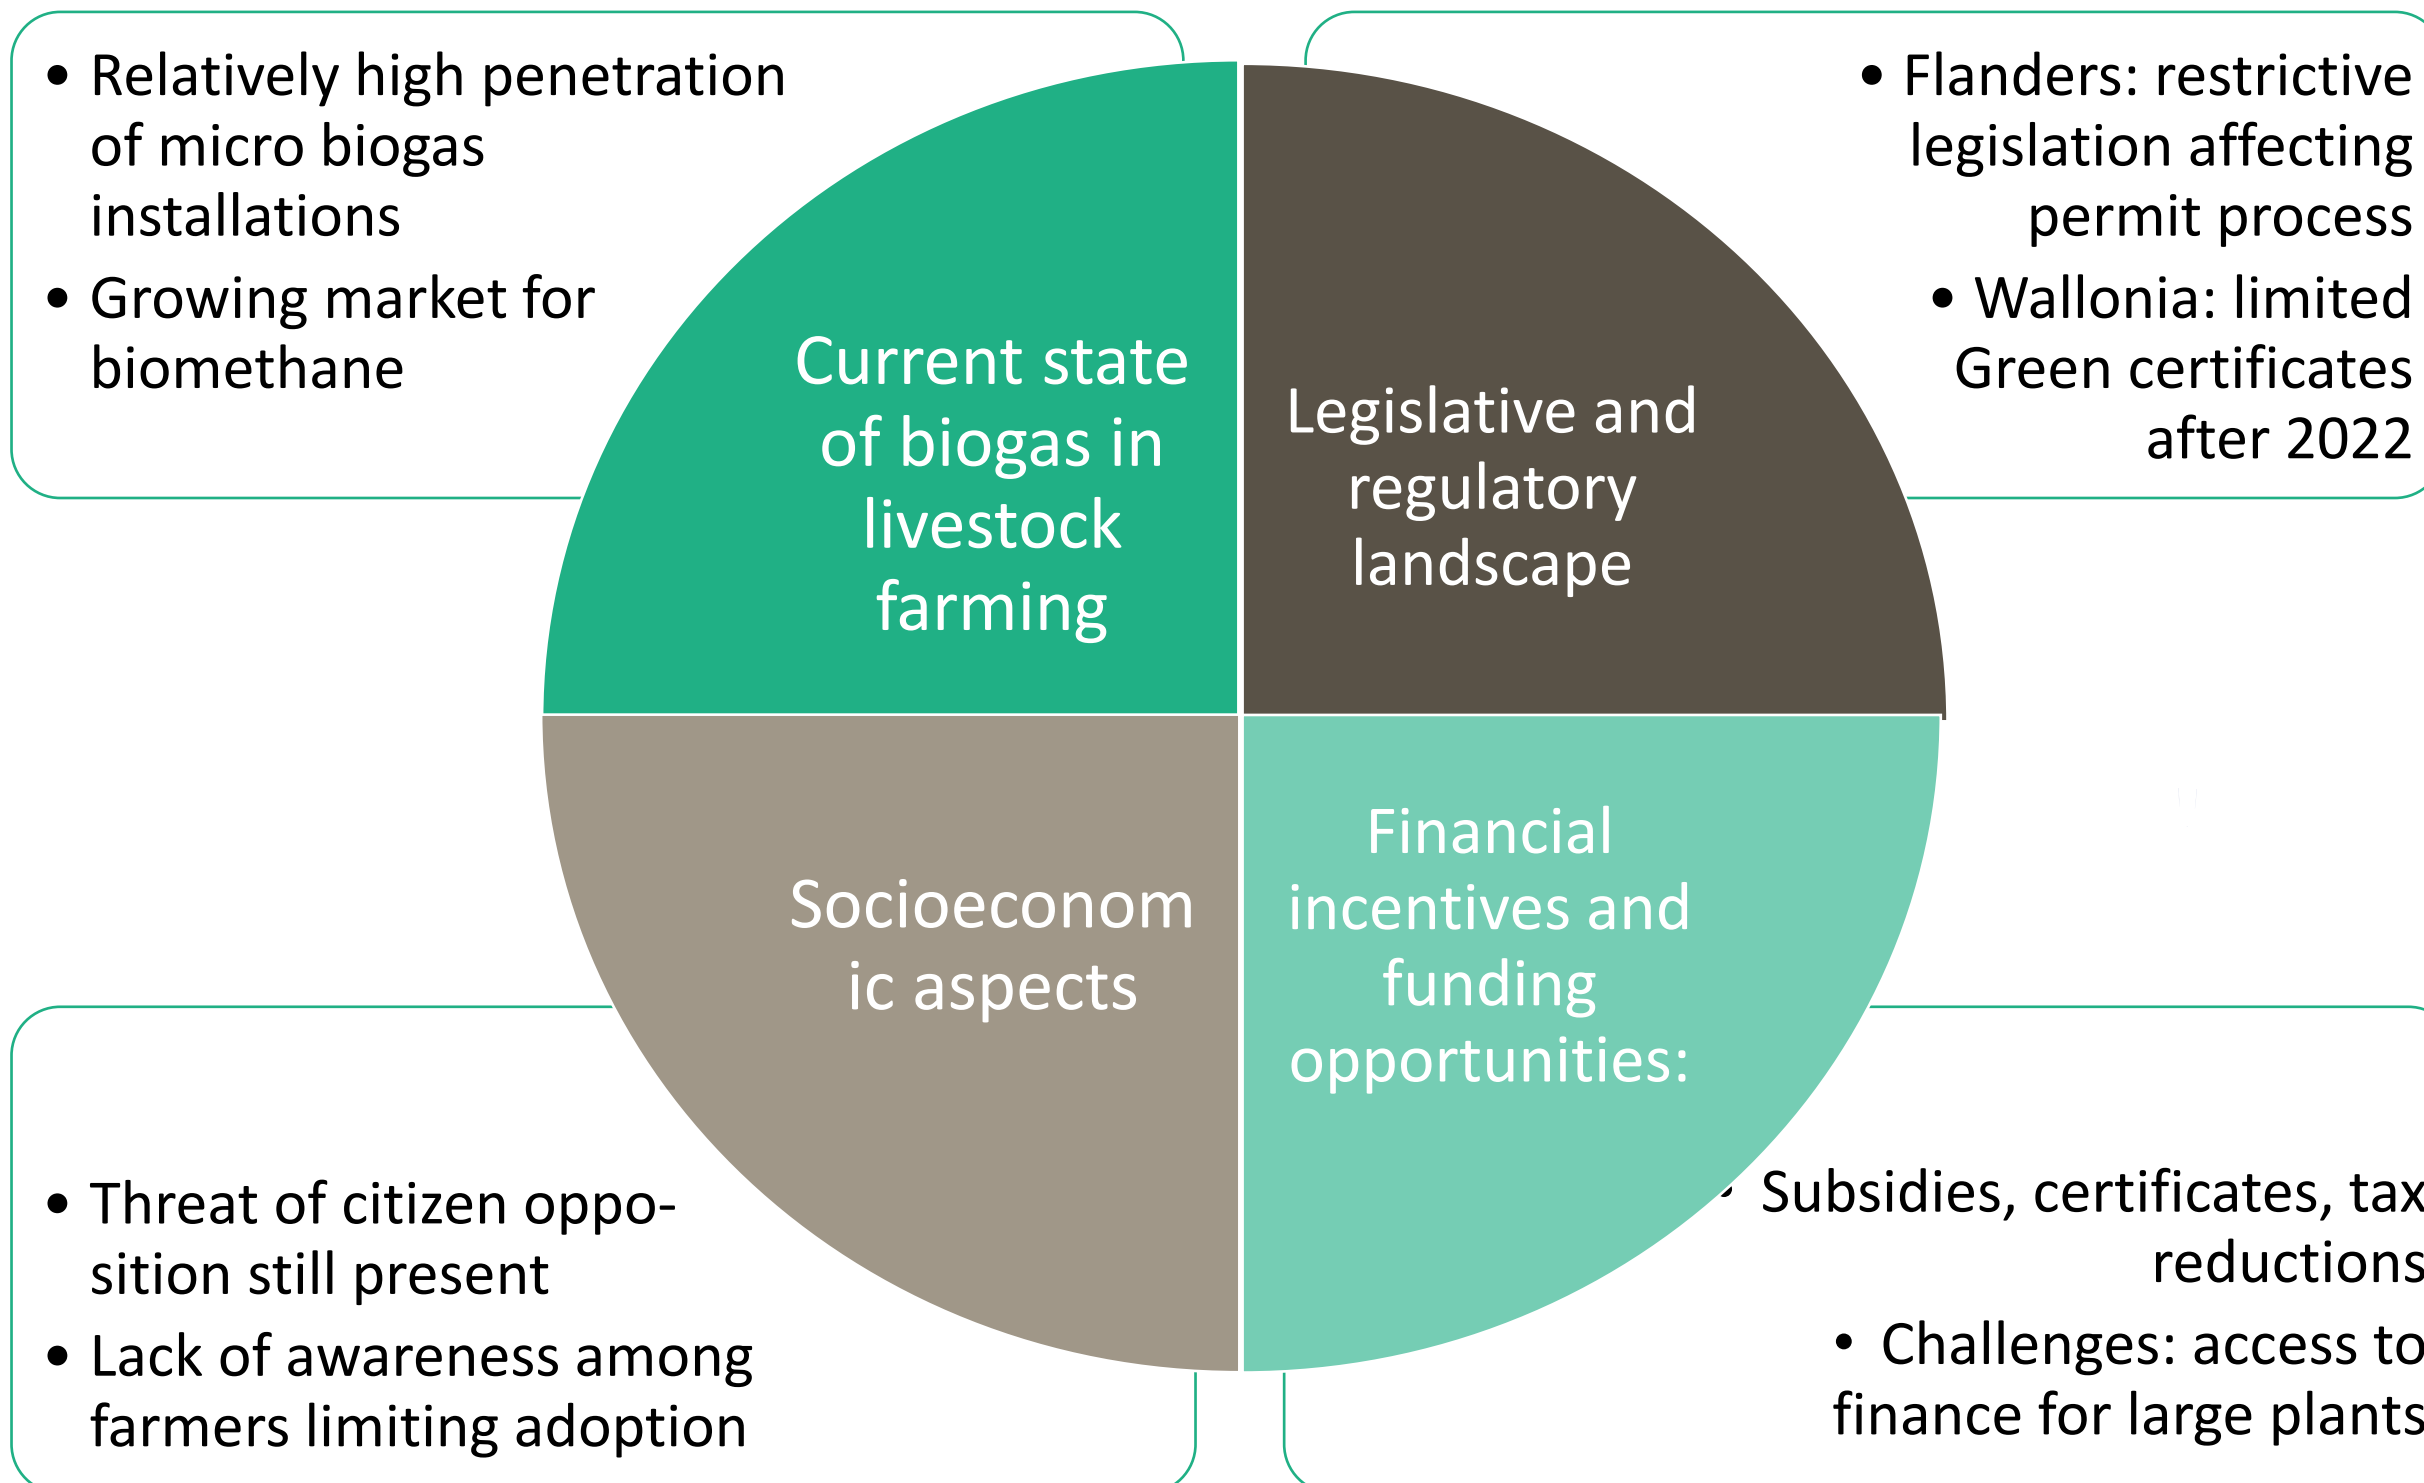 • Relatively high penetration
of micro biogas
installations
• Growing market for
biomethane
• Flanders: restrictive
legislation affecting
permit process
• Wallonia: limited
Green certificates
after 2022
Current state
of biogas in
livestock
farming
Legislative and
regulatory
landscape
Socioeconom
ic aspects
Financial
incentives and
funding
opportunities:
• Threat of citizen oppo-
sition still present
• Lack of awareness among
farmers limiting adoption
• Subsidies, certificates, tax
reductions
• Challenges: access to
finance for large plants